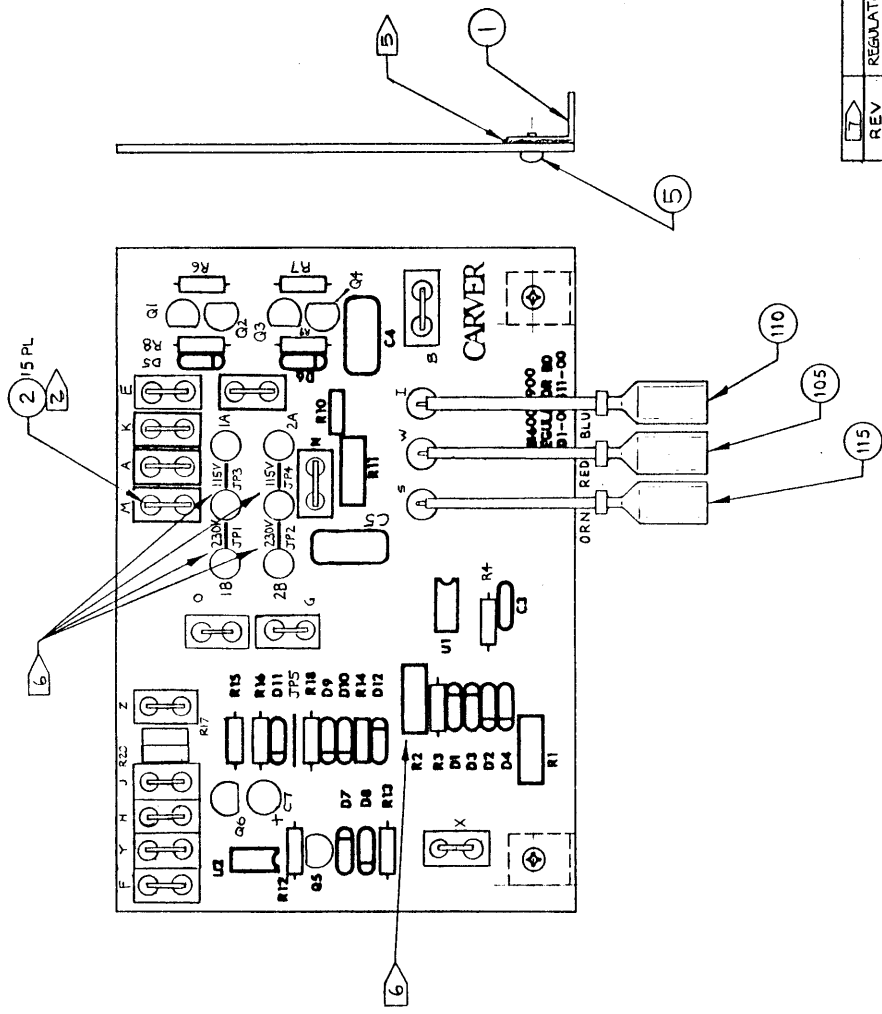 2
15 PL
2
6
5
1
5
7
REV
REGULAT
F
Y
H
J
R20
R17
Z
O
G
M
A
K
E
1B
230V
JP1
115V
JP3
1A
2B
230V
JP2
115V
JP4
2A
N
D5
R8
Q1
Q2
R6
Q3
Q4
R7
D6
C4
B
CARVER
R10
R11
C5
U2
Q6
+
C7
R12
Q5
D7
D8
R13
R15
R16
D11
JP5
R18
D9
D10
R14
D12
R2
R3
D1
D3
D2
D4
R1
U1
R4
C3
X
6
S
W
I
ORN
RED
BLU
110
105
115